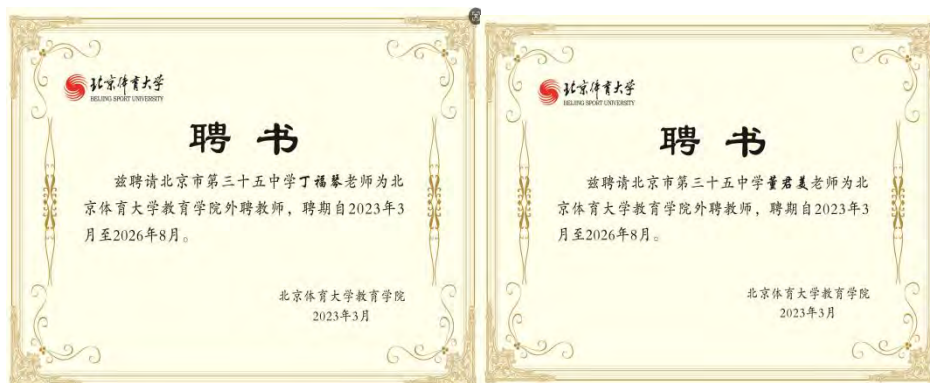 北京体育大学
BEIJING SPORT UNIVERSITY
聘 书
兹聘请北京市第三十五中学丁福琴老师为北
京体育大学教育学院外聘教师，聘期自2023年3
月至2026年8月。
北京体育大学教育学院
2023年3月
北京体育大学
BEIJING SPORT UNIVERSITY
聘 书
兹聘请北京市第三十五中学董君美老师为北
京体育大学教育学院外聘教师，聘期自2023年3
月至2026年8月。
北京体育大学教育学院
2023年3月